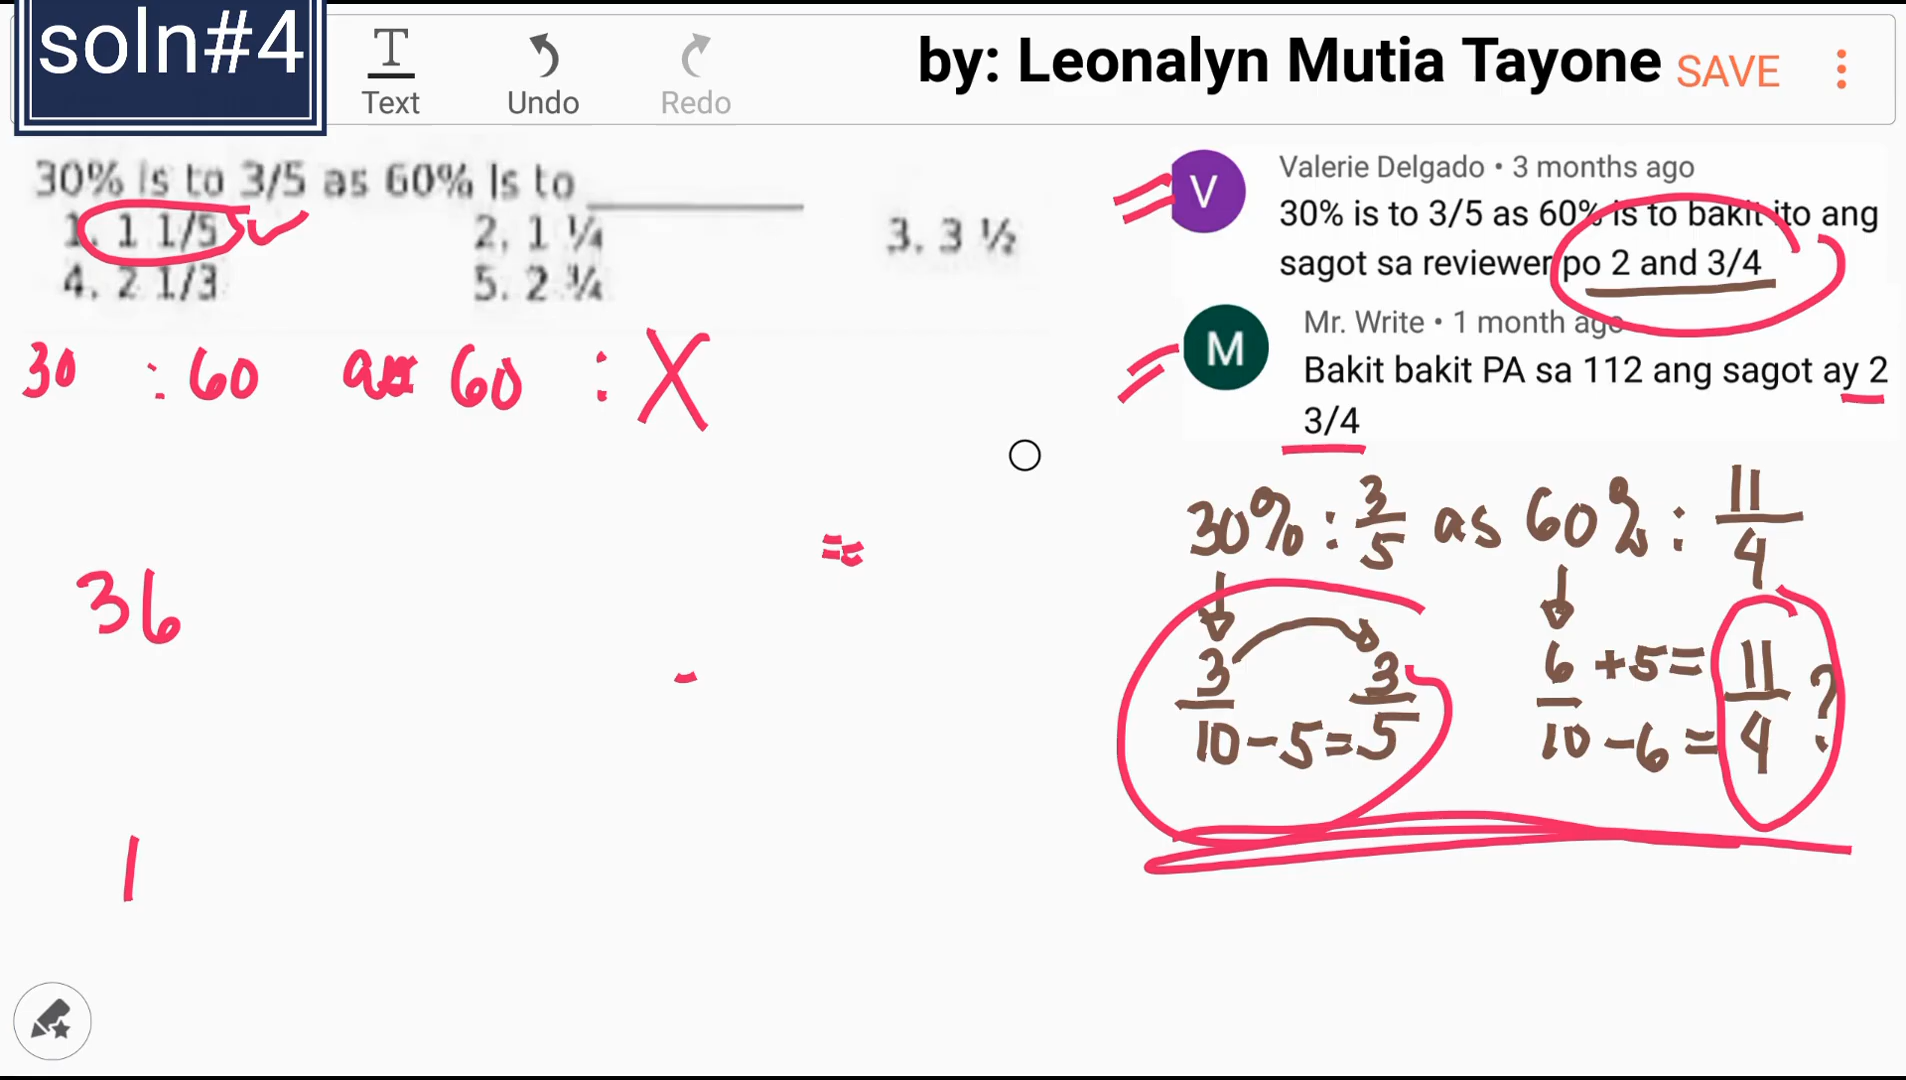 soln#4
Text
Undo
Redo
by: Leonalyn Mutia Tayone
SAVE
30% is to 3/5 as 60% is to ________
1. 1 1/5
2, 1 ¼
3. 3 ½
4. 2 1/3
5. 2 ¾
30 : 60 as 60 : X
=
36
-
1
V
Valerie Delgado • 3 months ago
30% is to 3/5 as 60% is to bakit ito ang
sagot sa reviewer po 2 and 3/4
M
Mr. Write • 1 month ago
Bakit bakit PA sa 112 ang sagot ay 2
3/4
30% : 3/5 as 60% : 11/4
3/10 3/5 6/10 +5= 11/4 ?
10-5=5 10-6=4